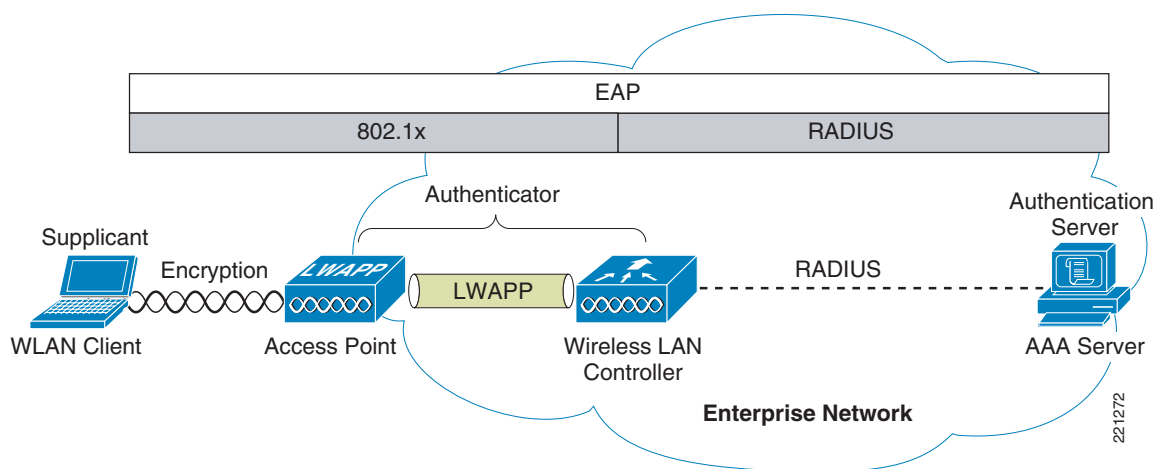 EAP
802.1x
RADIUS
Authenticator
Authentication
Server
Supplicant
Encryption
LWAPP
LWAPP
RADIUS
WLAN Client
Access Point
Wireless LAN
Controller
AAA Server
Enterprise Network
221272